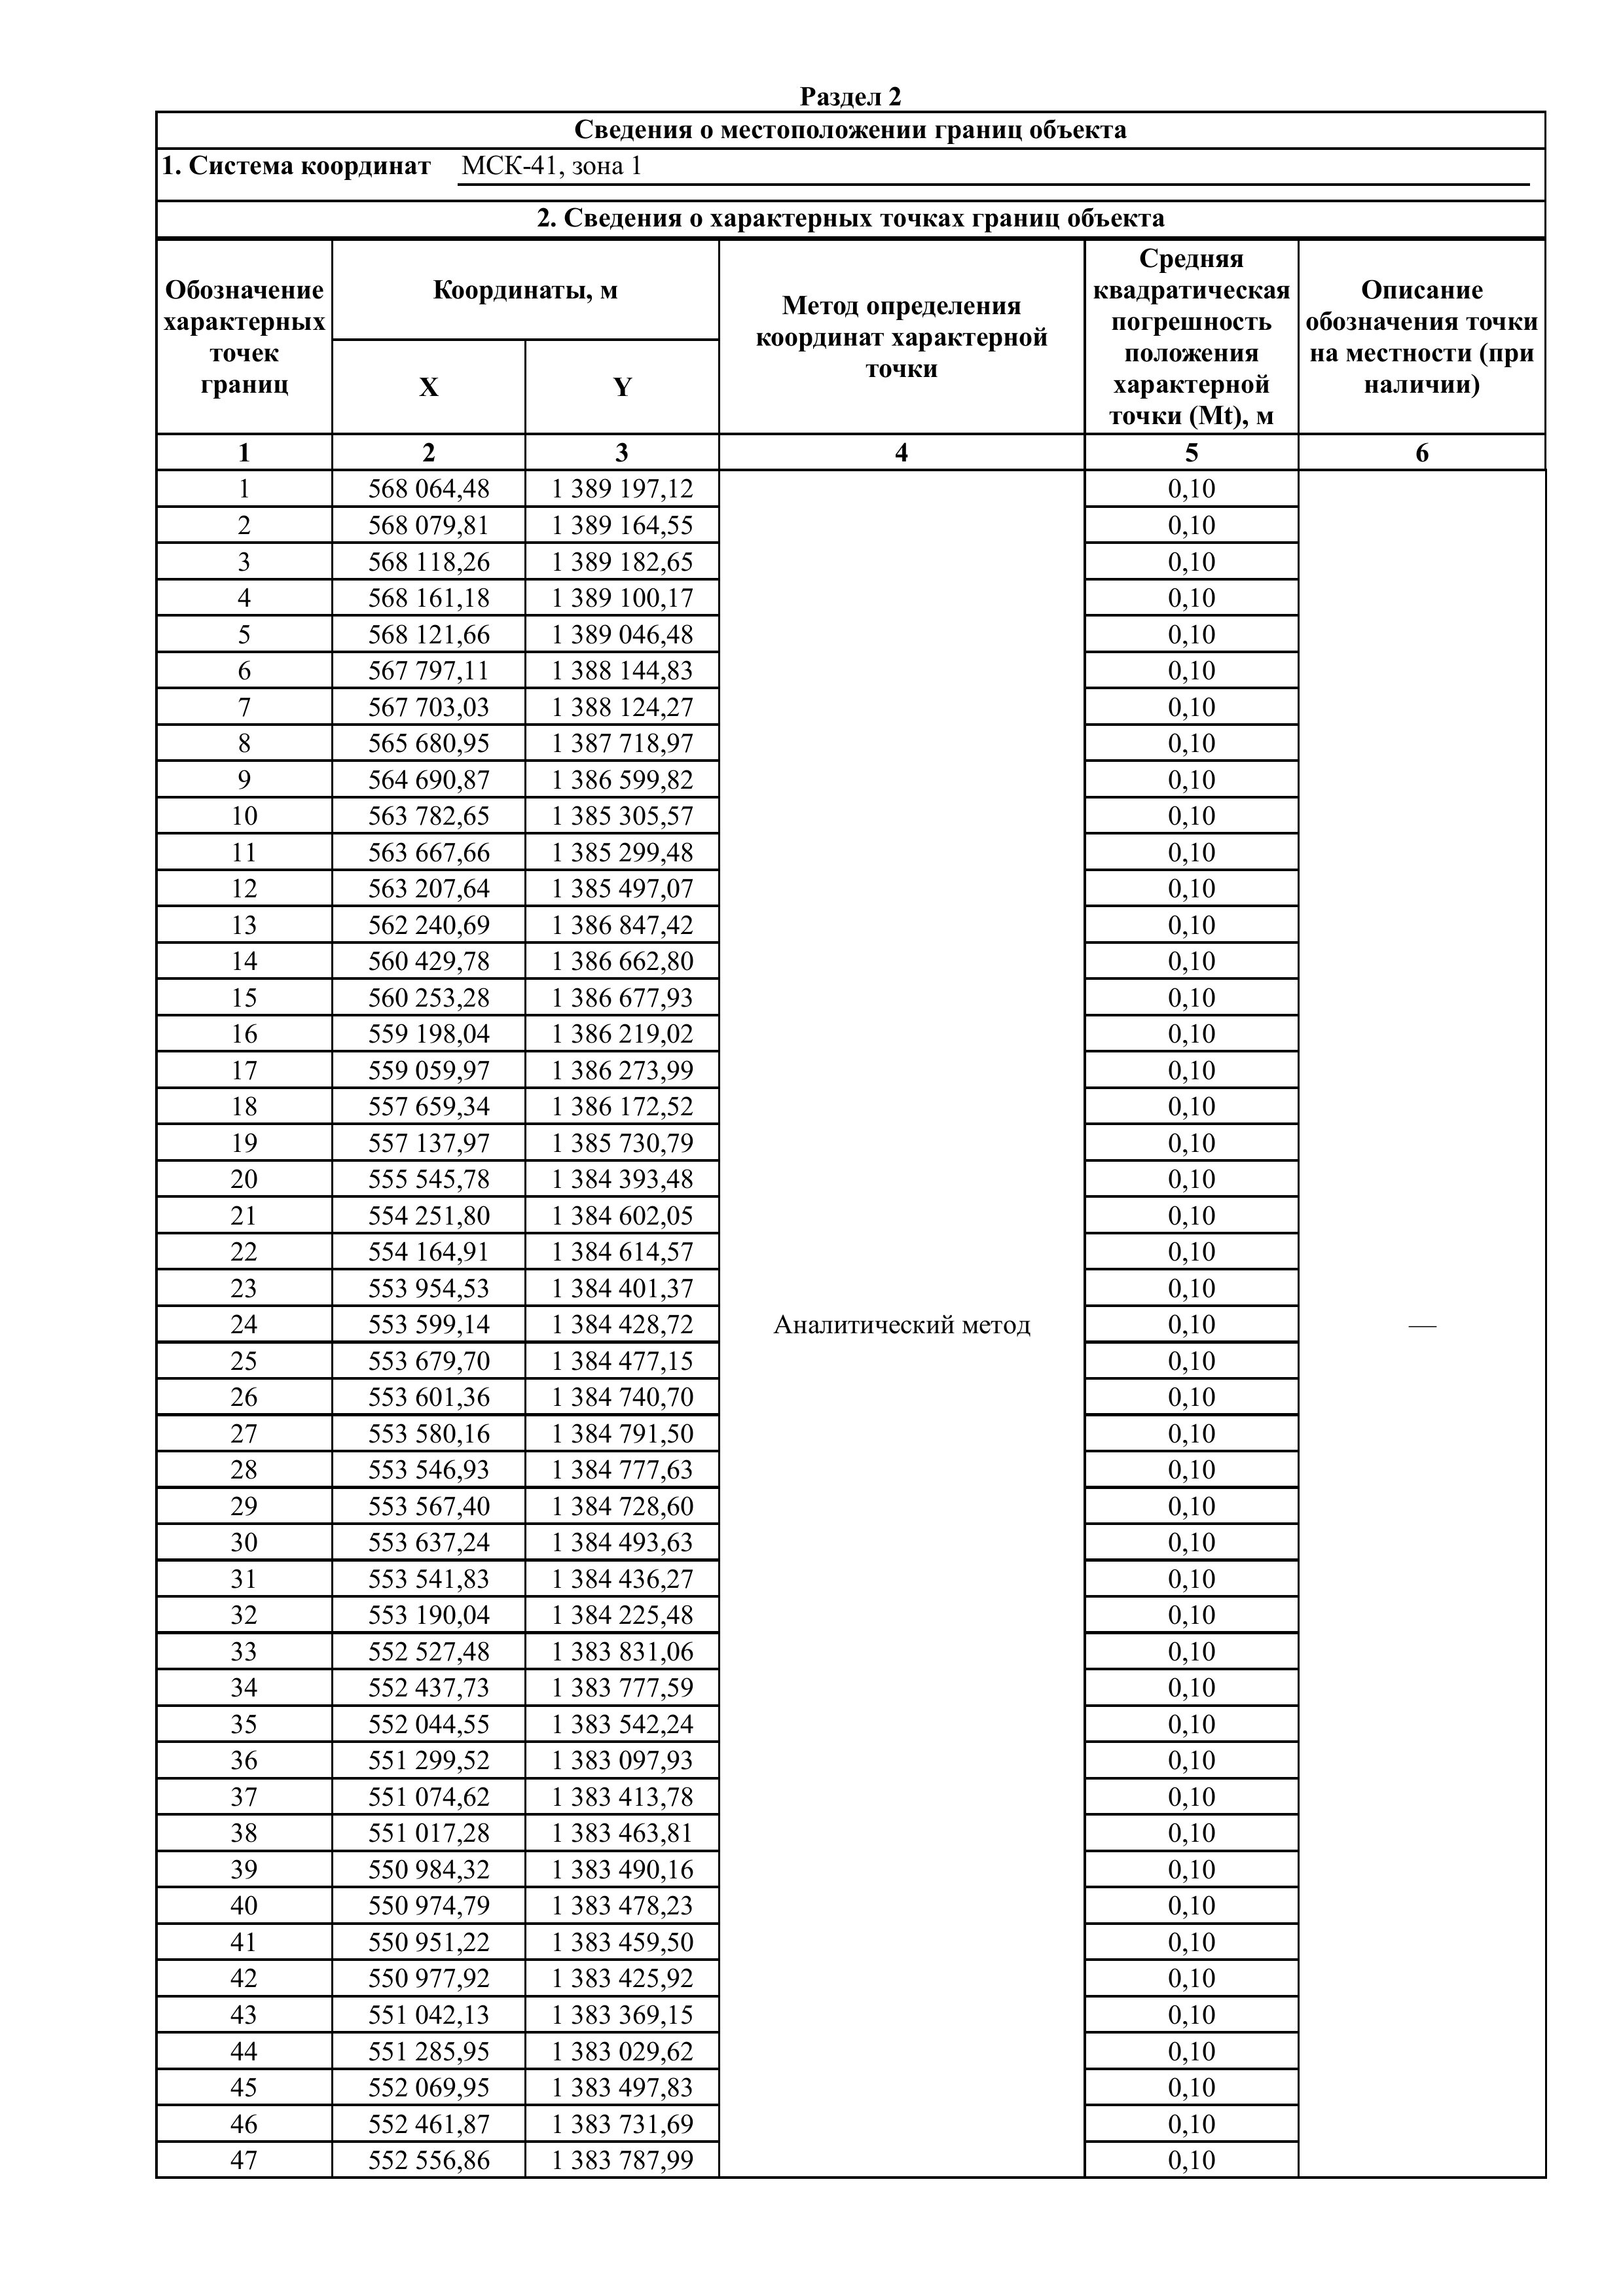 Раздел 2
Сведения о местоположении границ объекта
1. Система координат МСК-41, зона 1
2. Сведения о характерных точках границ объекта
Обозначение характерных точек границ
Координаты, м
X Y
Метод определения координат характерной точки
Средняя квадратическая погрешность положения характерной точки (Mt), м
Описание обозначения точки на местности (при наличии)
1 2 3 4 5 6
1 568 064,48 1 389 197,12 0,10
2 568 079,81 1 389 164,55 0,10
3 568 118,26 1 389 182,65 0,10
4 568 161,18 1 389 100,17 0,10
5 568 121,66 1 389 046,48 0,10
6 567 797,11 1 388 144,83 0,10
7 567 703,03 1 388 124,27 0,10
8 565 680,95 1 387 718,97 0,10
9 564 690,87 1 386 599,82 0,10
10 563 782,65 1 385 305,57 0,10
11 563 667,66 1 385 299,48 0,10
12 563 207,64 1 385 497,07 0,10
13 562 240,69 1 386 847,42 0,10
14 560 429,78 1 386 662,80 0,10
15 560 253,28 1 386 677,93 0,10
16 559 198,04 1 386 219,02 0,10
17 559 059,97 1 386 273,99 0,10
18 557 659,34 1 386 172,52 0,10
19 557 137,97 1 385 730,79 0,10
20 555 545,78 1 384 393,48 0,10
21 554 251,80 1 384 602,05 0,10
22 554 164,91 1 384 614,57 0,10
23 553 954,53 1 384 401,37 0,10
24 553 599,14 1 384 428,72 Аналитический метод 0,10 —
25 553 679,70 1 384 477,15 0,10
26 553 601,36 1 384 740,70 0,10
27 553 580,16 1 384 791,50 0,10
28 553 546,93 1 384 777,63 0,10
29 553 567,40 1 384 728,60 0,10
30 553 637,24 1 384 493,63 0,10
31 553 541,83 1 384 436,27 0,10
32 553 190,04 1 384 225,48 0,10
33 552 527,48 1 383 831,06 0,10
34 552 437,73 1 383 777,59 0,10
35 552 044,55 1 383 542,24 0,10
36 551 299,52 1 383 097,93 0,10
37 551 074,62 1 383 413,78 0,10
38 551 017,28 1 383 463,81 0,10
39 550 984,32 1 383 490,16 0,10
40 550 974,79 1 383 478,23 0,10
41 550 951,22 1 383 459,50 0,10
42 550 977,92 1 383 425,92 0,10
43 551 042,13 1 383 369,15 0,10
44 551 285,95 1 383 029,62 0,10
45 552 069,95 1 383 497,83 0,10
46 552 461,87 1 383 731,69 0,10
47 552 556,86 1 383 787,99 0,10